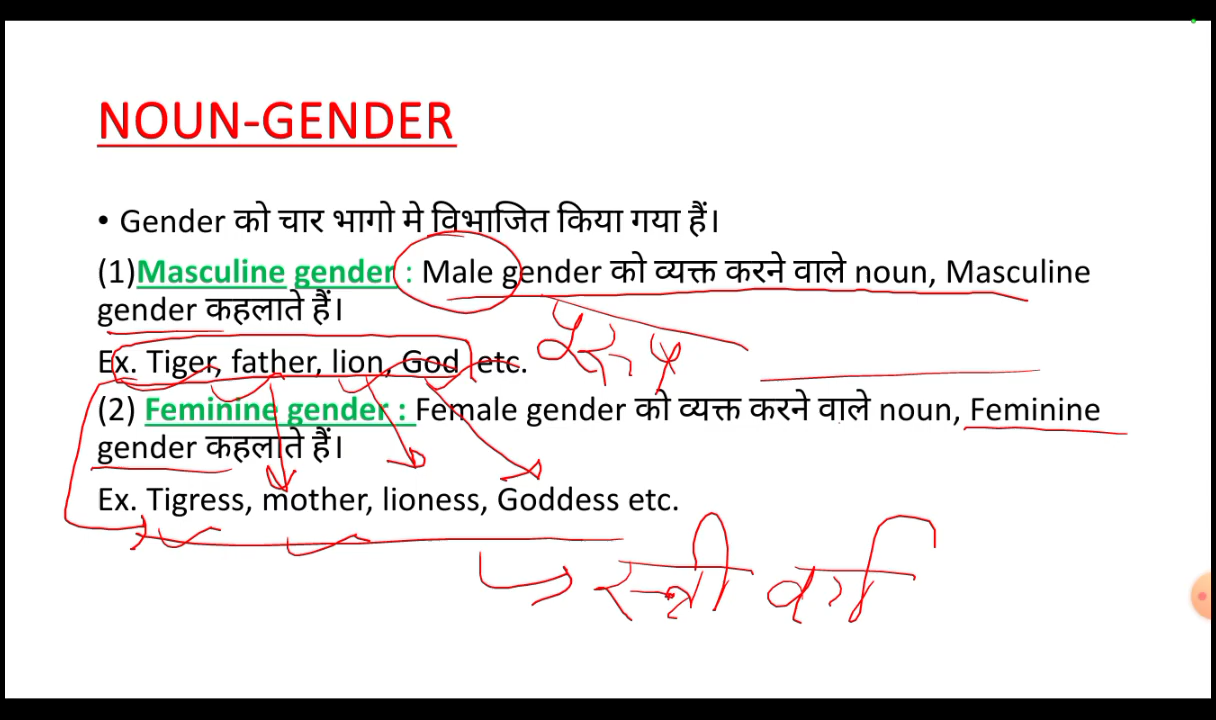 NOUN-GENDER
• Gender को चार भागो मे विभाजित किया गया हैं।
(1)Masculine gender : Male gender को व्यक्त करने वाले noun, Masculine
gender कहलाते हैं।
Ex. Tiger, father, lion, God etc.
(2) Feminine gender : Female gender को व्यक्त करने वाले noun, Feminine
gender कहलाते हैं।
Ex. Tigress, mother, lioness, Goddess etc.
स्त्री वर्ग